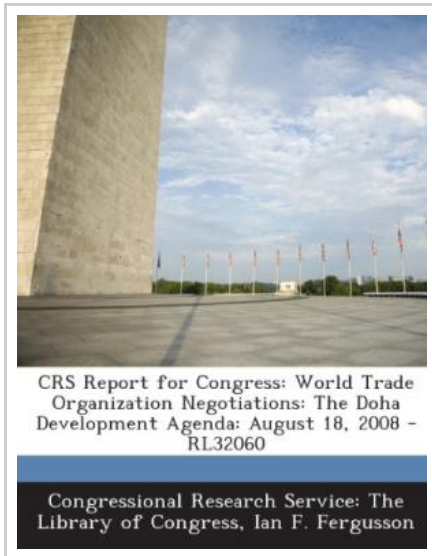 CRS Report for Congress: World Trade
Organization Negotiations: The Doha
Development Agenda: August 18, 2008 -
RL32060
Congressional Research Service: The
Library of Congress, Ian F. Fergusson